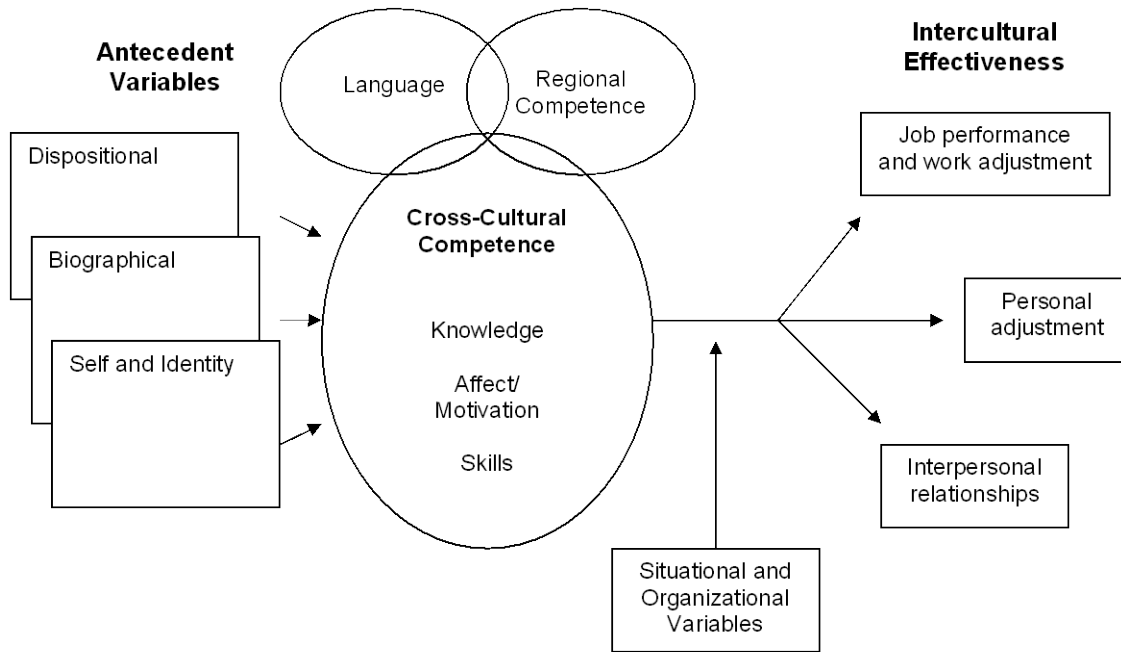 Antecedent
Variables
Dispositional
Biographical
Self and Identity
Language
Regional
Competence
Cross-Cultural
Competence
Knowledge
Affect/
Motivation
Skills
Situational and
Organizational
Variables
Intercultural
Effectiveness
Job performance
and work adjustment
Personal
adjustment
Interpersonal
relationships